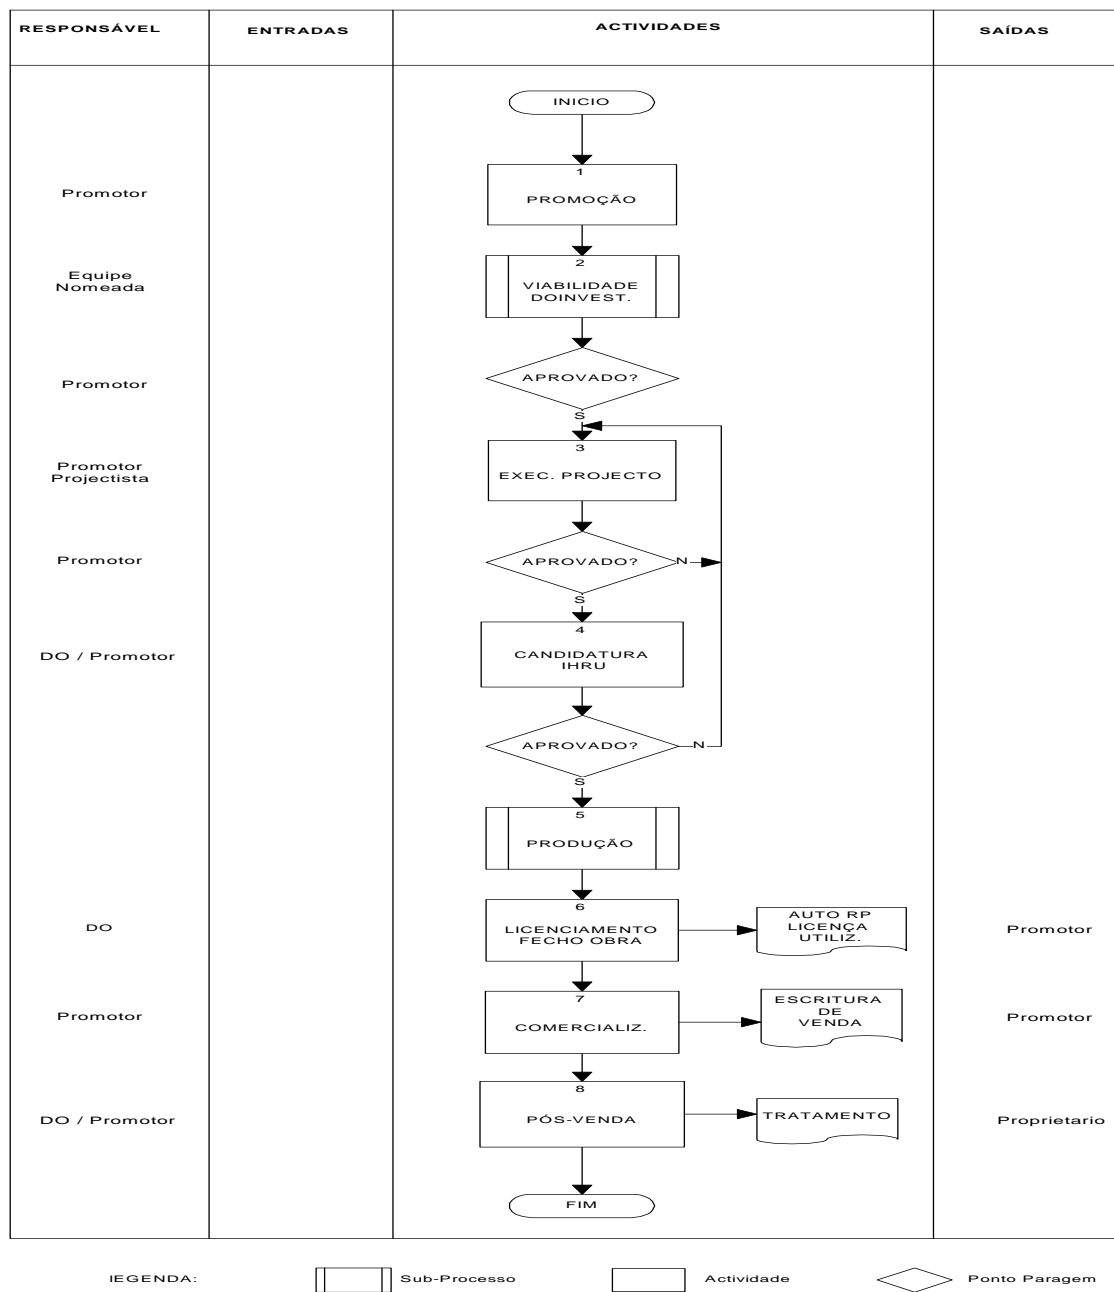 RESPONSÁVEL
ENTRADAS
ACTIVIDADES
SAÍDAS
INICIO
Promotor
1
PROMOÇÃO
Equipe
Nomeada
2
VIABILIDADE
DOINVEST.
Promotor
APROVADO?
S
Promotor
Projectista
3
EXEC. PROJECTO
Promotor
APROVADO?
N
S
DO / Promotor
4
CANDIDATURA
IHRU
APROVADO?
N
S
5
PRODUÇÃO
DO
6
LICENCIAMENTO
FECHO OBRA
AUTO RP
LICENÇA
UTILIZ.
Promotor
Promotor
7
COMERCIALIZ.
ESCRITURA
DE
VENDA
Promotor
DO / Promotor
8
PÓS-VENDA
TRATAMENTO
Proprietario
FIM
lEGENDA:
Sub-Processo
Actividade
Ponto Paragem